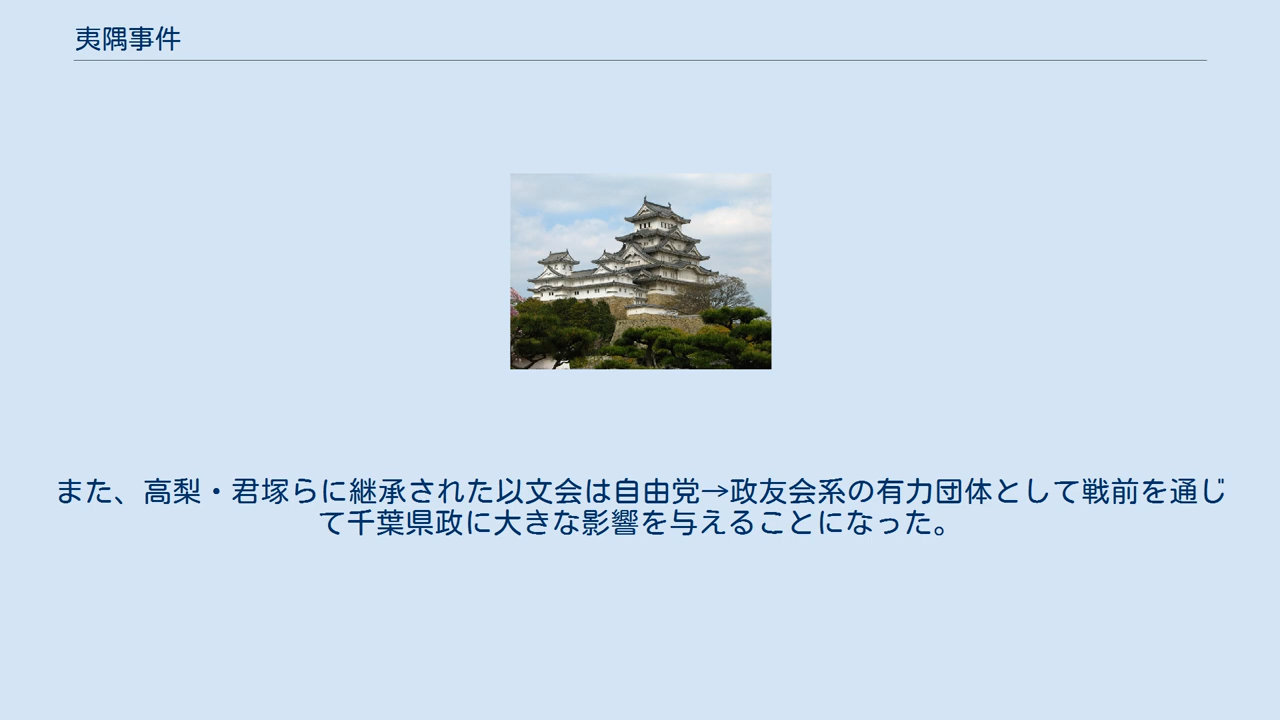 夷隅事件
また、高梨・君塚らに継承された以文会は自由党→政友会系の有力団体として戦前を通じ
て千葉県政に大きな影響を与えることになった。